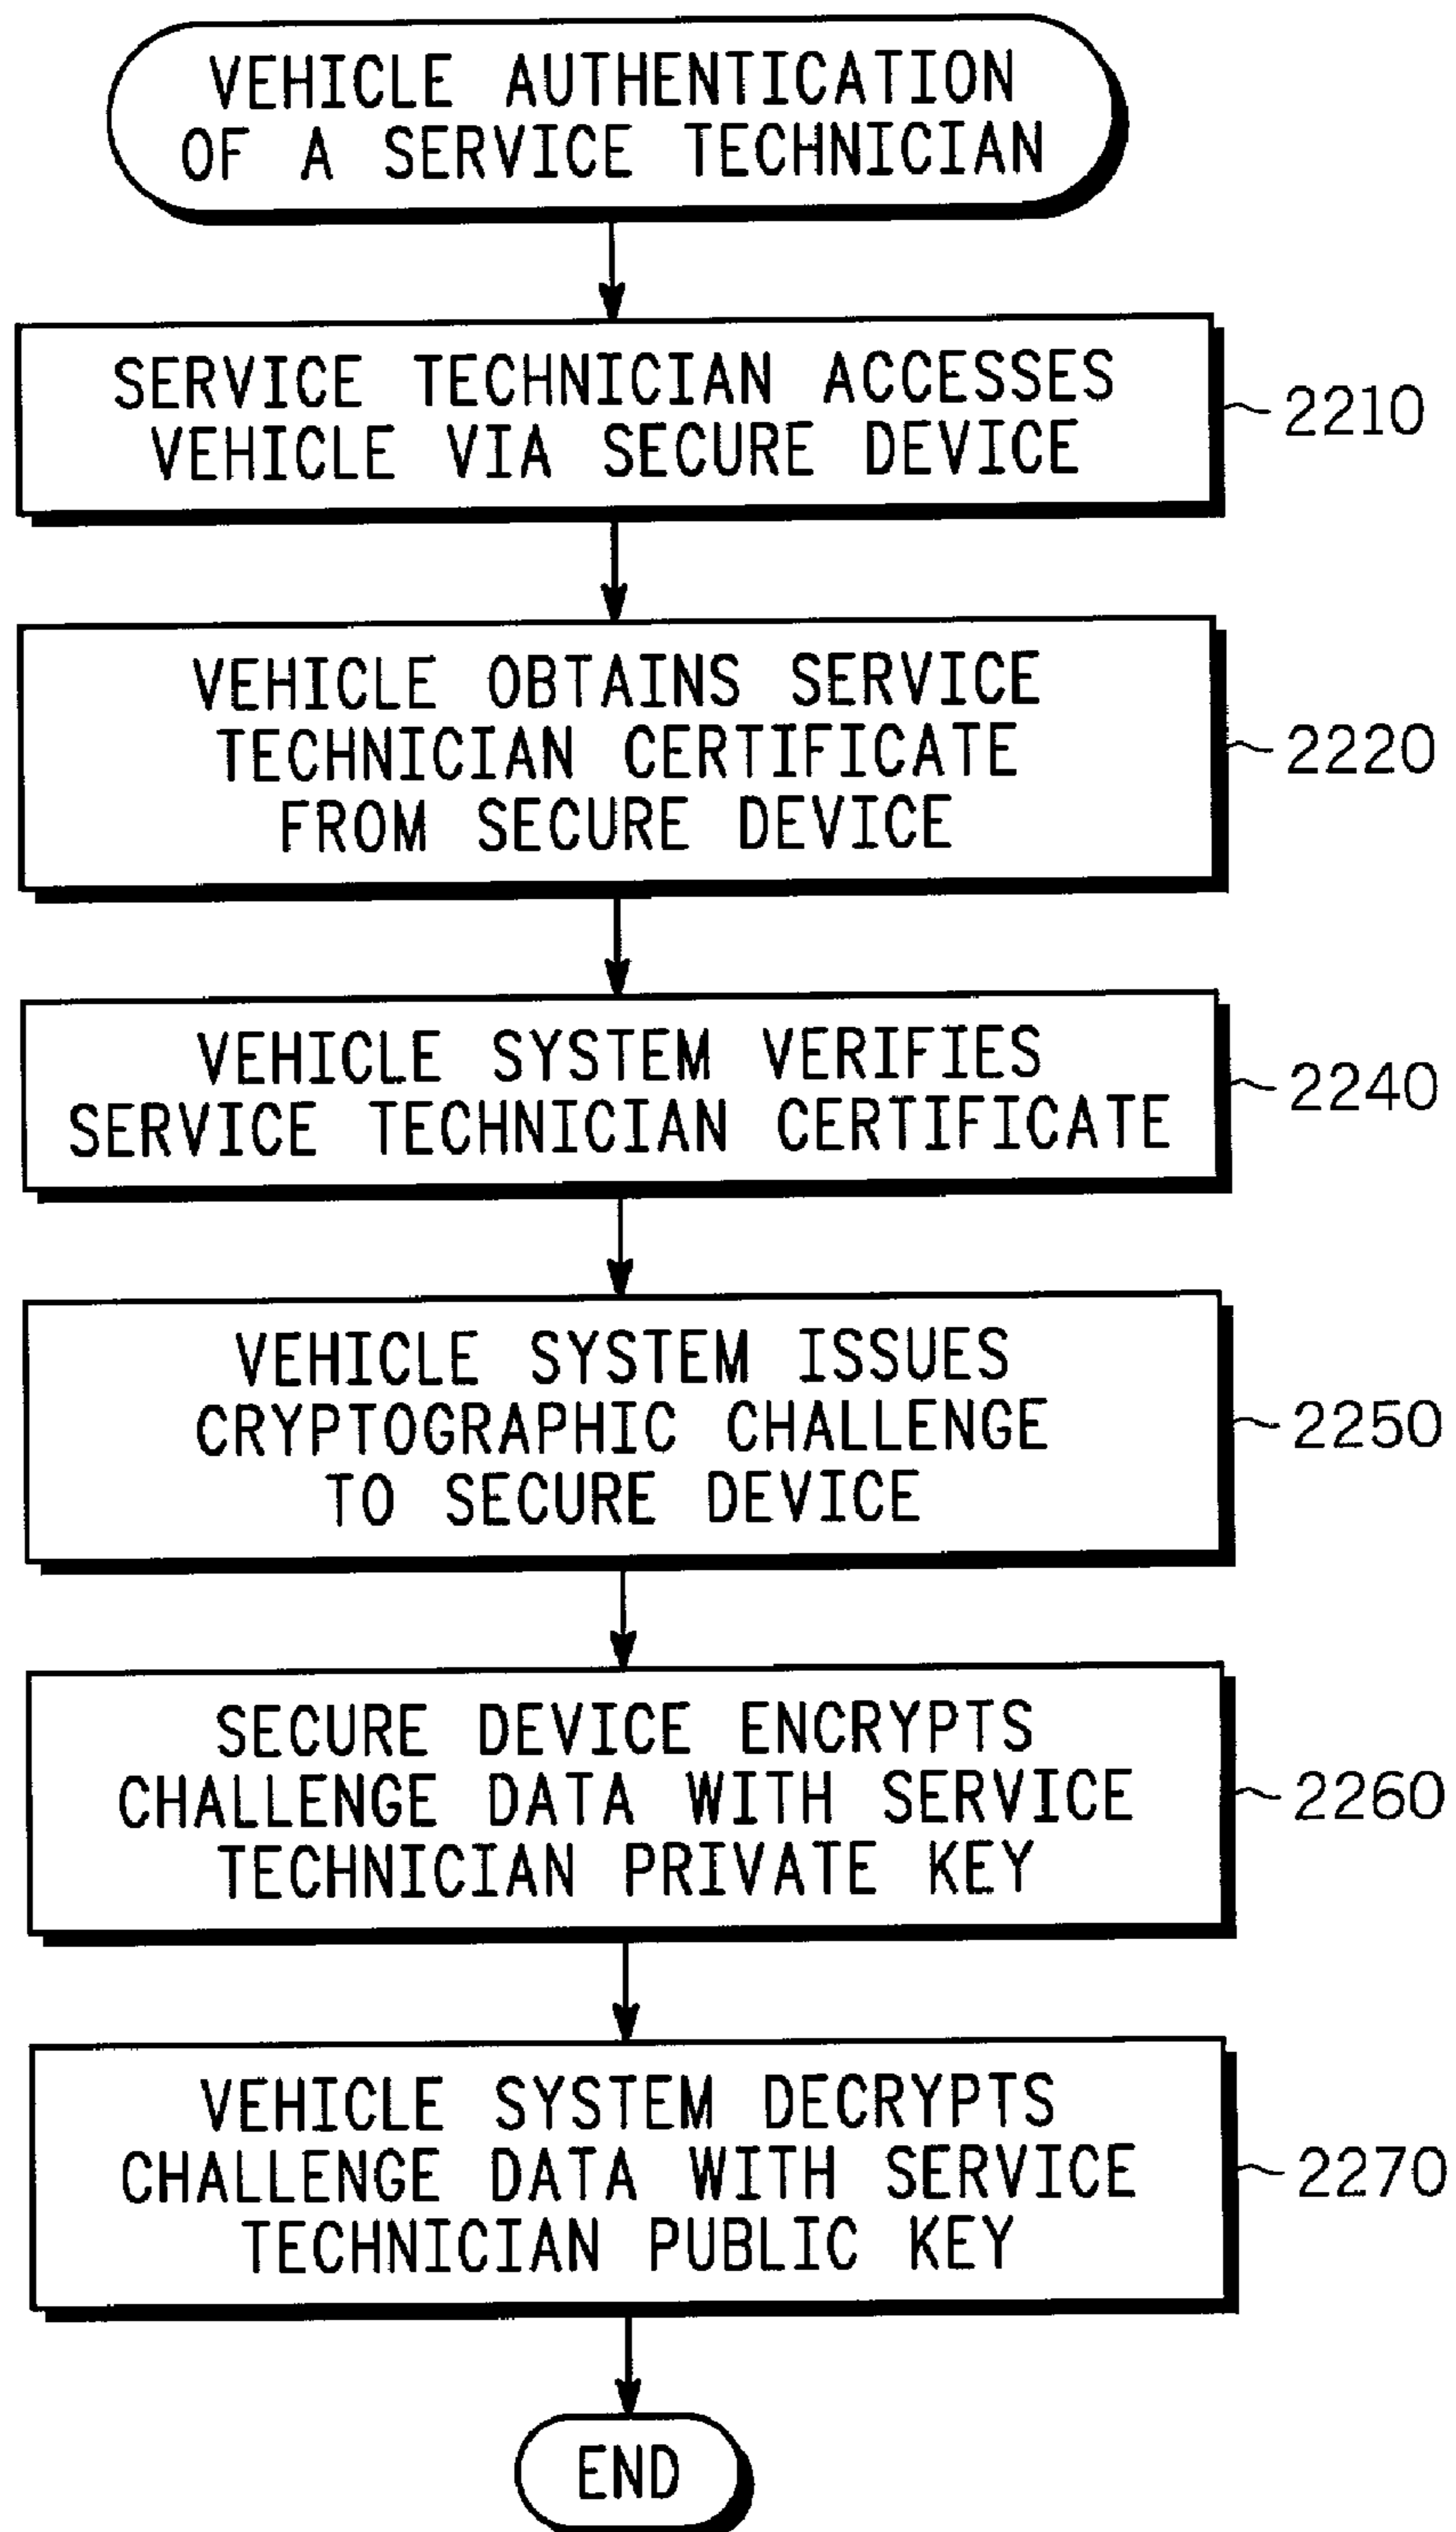 VEHICLE AUTHENTICATION
OF A SERVICE TECHNICIAN
SERVICE TECHNICIAN ACCESSES
VEHICLE VIA SECURE DEVICE
2210
VEHICLE OBTAINS SERVICE
TECHNICIAN CERTIFICATE
FROM SECURE DEVICE
2220
VEHICLE SYSTEM VERIFIES
SERVICE TECHNICIAN CERTIFICATE
2240
VEHICLE SYSTEM ISSUES
CRYPTOGRAPHIC CHALLENGE
TO SECURE DEVICE
2250
SECURE DEVICE ENCRYPTS
CHALLENGE DATA WITH SERVICE
TECHNICIAN PRIVATE KEY
2260
VEHICLE SYSTEM DECRYPTS
CHALLENGE DATA WITH SERVICE
TECHNICIAN PUBLIC KEY
2270
END